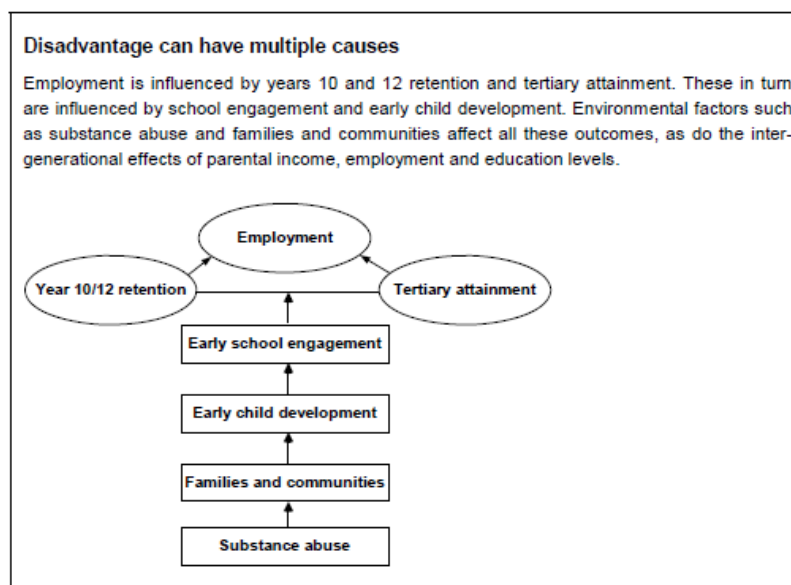 Disadvantage can have multiple causes
Employment is influenced by years 10 and 12 retention and tertiary attainment. These in turn
are influenced by school engagement and early child development. Environmental factors such
as substance abuse and families and communities affect all these outcomes, as do the inter-
generational effects of parental income, employment and education levels.
Employment
Year 10/12 retention
Tertiary attainment
Early school engagement
Early child development
Families and communities
Substance abuse